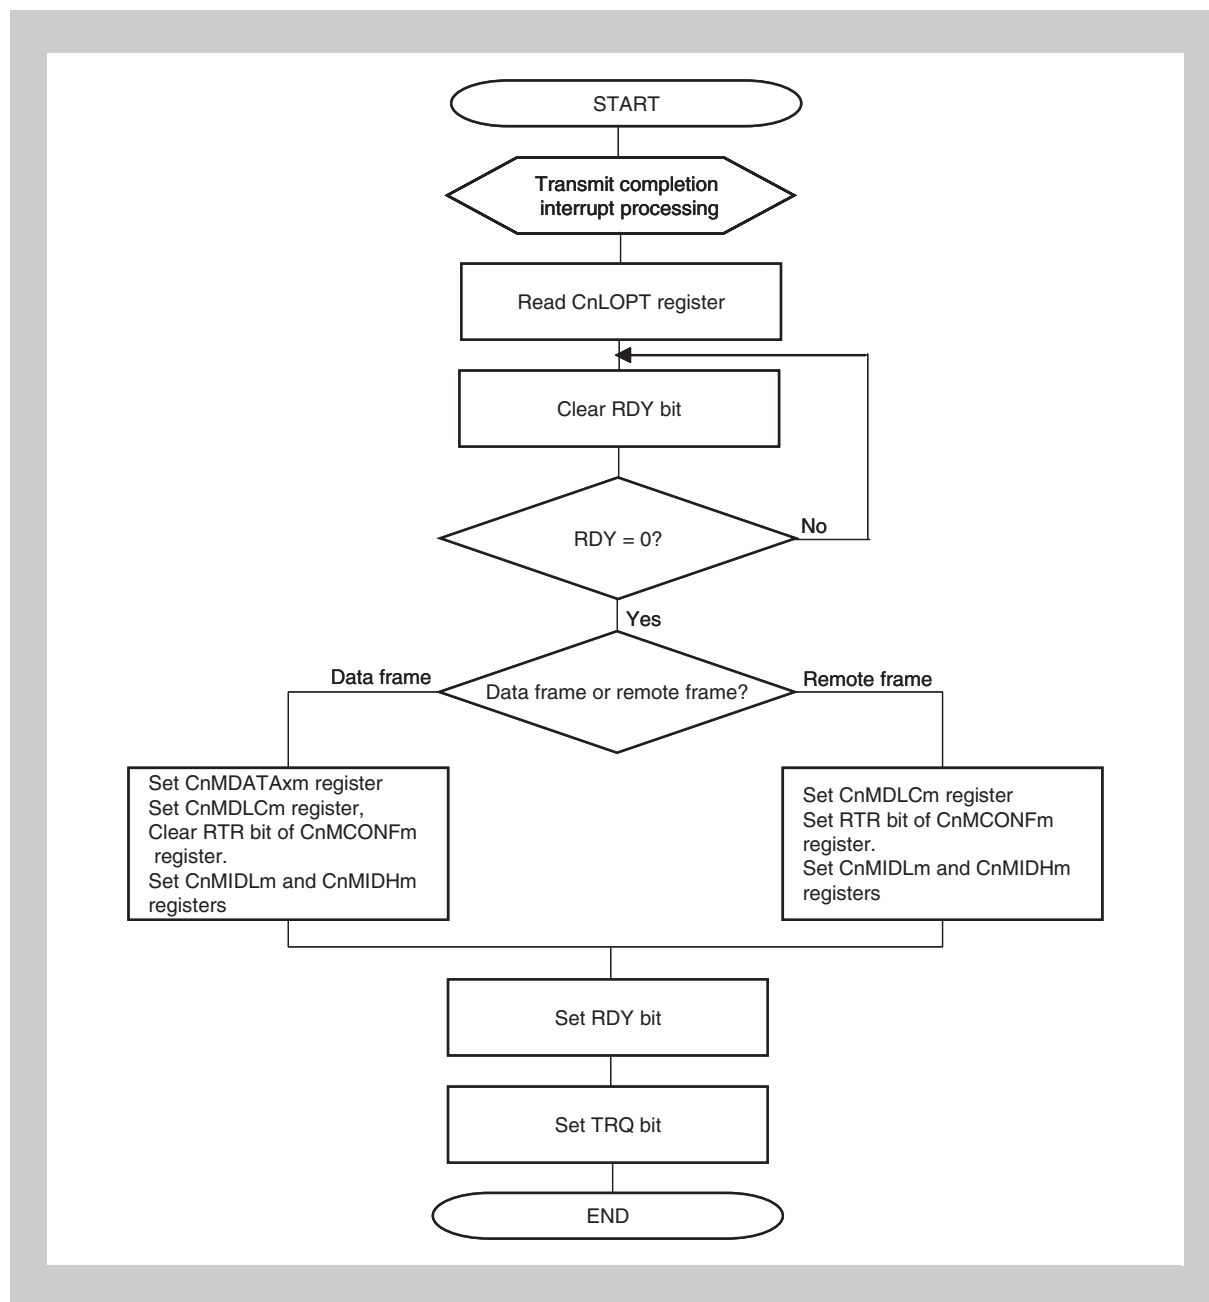 START
Transmit completion
interrupt processing
Read CnLOPT register
Clear RDY bit
RDY = 0?
No
Yes
Data frame or remote frame?
Data frame
Remote frame
Set CnMDATAxm register
Set CnMDLCm register,
Clear RTR bit of CnMCONFm
register.
Set CnMIDLm and CnMIDHm
registers
Set CnMDLCm register
Set RTR bit of CnMCONFm
register.
Set CnMIDLm and CnMIDHm
registers
Set RDY bit
Set TRQ bit
END